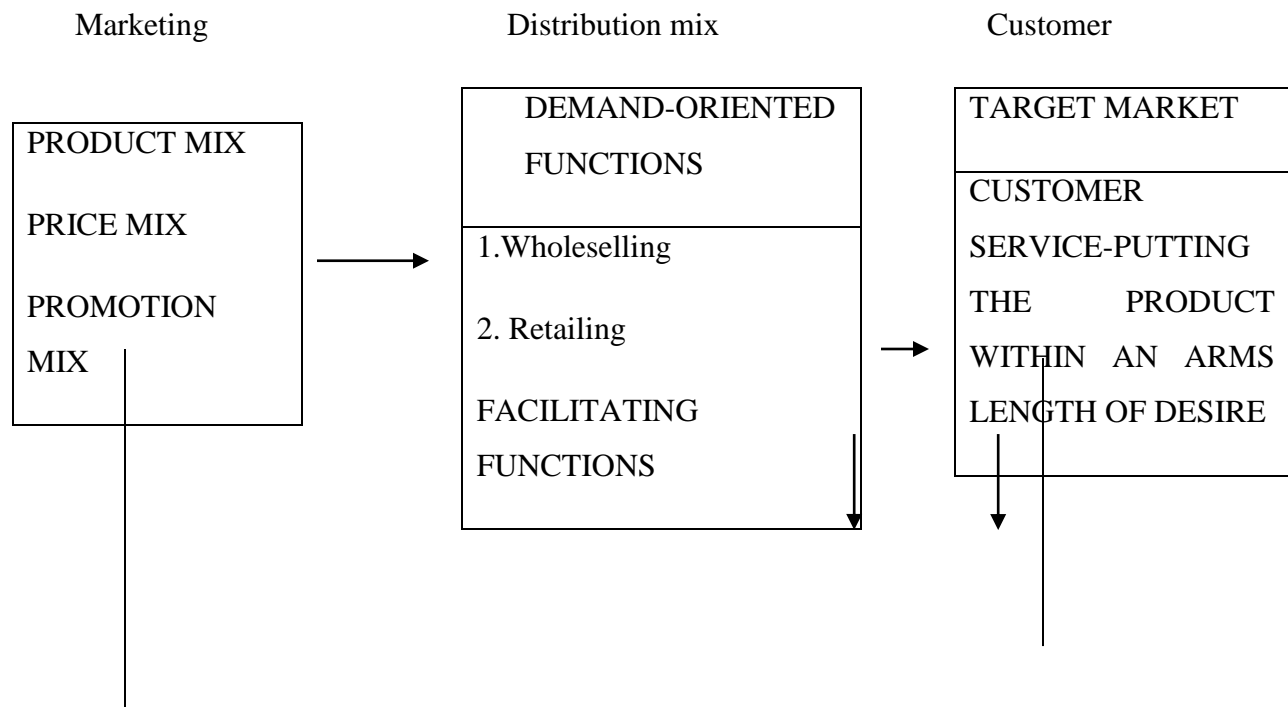 Marketing
Distribution mix
Customer
PRODUCT MIX
PRICE MIX
PROMOTION
MIX
DEMAND-ORIENTED
FUNCTIONS
1.Wholeselling
2. Retailing
FACILITATING
FUNCTIONS
TARGET MARKET
CUSTOMER
SERVICE-PUTTING
THE PRODUCT
WITHIN AN ARMS
LENGTH OF DESIRE